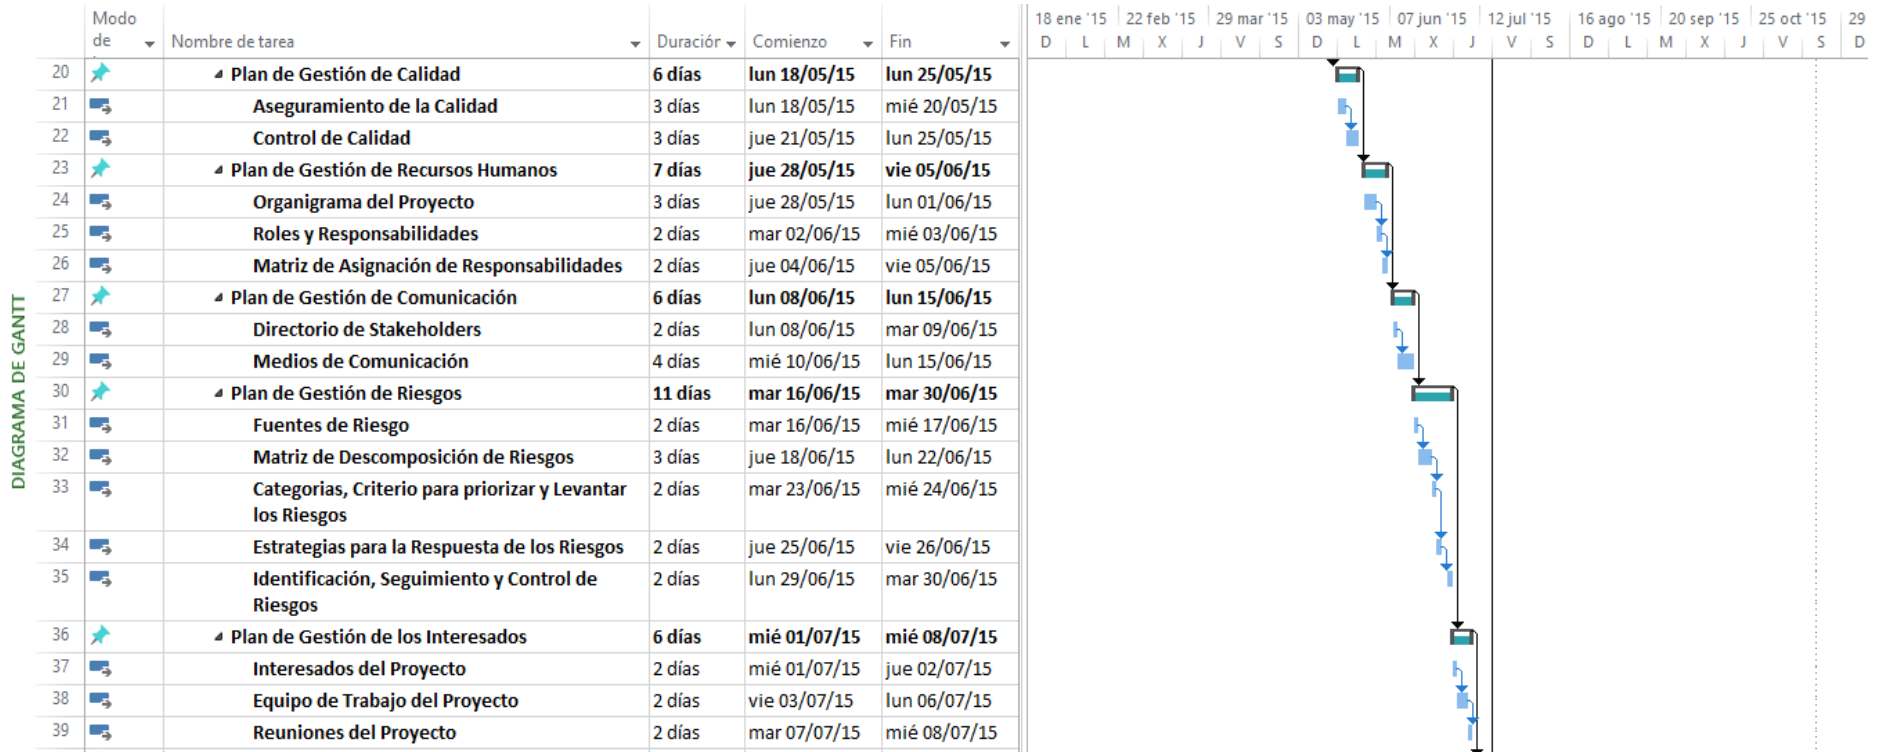 Modo de
Nombre de tarea
Duración
Comienzo
Fin
18 ene '15 22 feb '15 29 mar '15 03 may '15 07 jun '15 12 jul '15 16 ago '15 20 sep '15 25 oct '15 29
D L M X J V S D L M X J V S D L M X J V S D
20 Plan de Gestión de Calidad 6 días lun 18/05/15 lun 25/05/15
21 Aseguramiento de la Calidad 3 días lun 18/05/15 mié 20/05/15
22 Control de Calidad 3 días jue 21/05/15 lun 25/05/15
23 Plan de Gestión de Recursos Humanos 7 días jue 28/05/15 vie 05/06/15
24 Organigrama del Proyecto 3 días jue 28/05/15 lun 01/06/15
25 Roles y Responsabilidades 2 días mar 02/06/15 mié 03/06/15
26 Matriz de Asignación de Responsabilidades 2 días jue 04/06/15 vie 05/06/15
27 Plan de Gestión de Comunicación 6 días lun 08/06/15 lun 15/06/15
28 Directorio de Stakeholders 2 días lun 08/06/15 mar 09/06/15
29 Medios de Comunicación 4 días mié 10/06/15 lun 15/06/15
30 Plan de Gestión de Riesgos 11 días mar 16/06/15 mar 30/06/15
31 Fuentes de Riesgo 2 días mar 16/06/15 mié 17/06/15
32 Matriz de Descomposición de Riesgos 3 días jue 18/06/15 lun 22/06/15
33 Categorias, Criterio para priorizar y Levantar 2 días mar 23/06/15 mié 24/06/15
los Riesgos
34 Estrategias para la Respuesta de los Riesgos 2 días jue 25/06/15 vie 26/06/15
35 Identificación, Seguimiento y Control de 2 días lun 29/06/15 mar 30/06/15
Riesgos
36 Plan de Gestión de los Interesados 6 días mié 01/07/15 mié 08/07/15
37 Interesados del Proyecto 2 días mié 01/07/15 jue 02/07/15
38 Equipo de Trabajo del Proyecto 2 días vie 03/07/15 lun 06/07/15
39 Reuniones del Proyecto 2 días mar 07/07/15 mié 08/07/15
DIAGRAMA DE GANTT